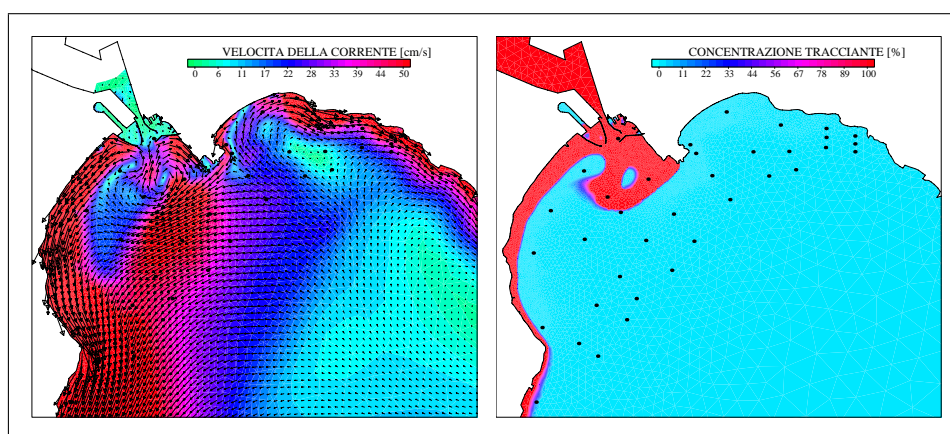 VELOCITA DELLA CORRENTE [cm/s]
0 6 11 17 22 28 33 39 44 50
CONCENTRAZIONE TRACCIANTE [%]
0 11 22 33 44 56 67 78 89 100